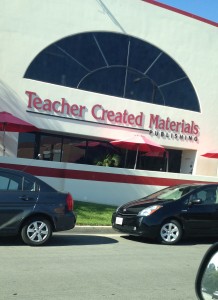 Teacher Created Materials
PUBLISHING